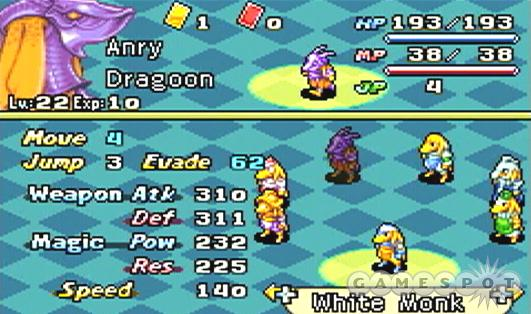 1 0
HP 193/193
Anry
MP 38/ 38
Dragoon
JP 4
Lv:22 Exp:10
Move 4
Jump 3 Evade 62
Weapon Atk 310
Def 311
Magic Pow 232
Res 225
Speed 140
White Monk
GAMESPOT